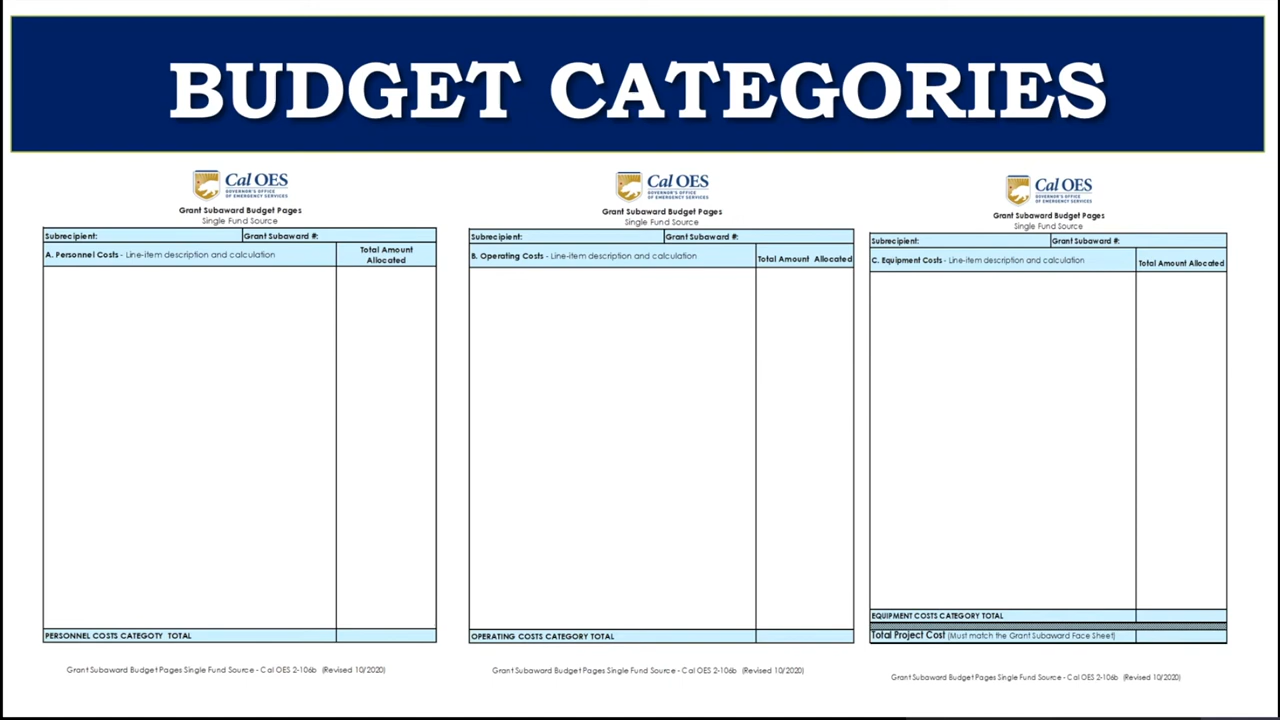 BUDGET CATEGORIES
Cal OES
GOVERNOR'S OFFICE
OF EMERGENCY SERVICES
Grant Subaward Budget Pages
Single Fund Source
Subrecipient: Grant Subaward #:
A. Personnel Costs - Line-item description and calculation
Total Amount
Allocated
PERSONNEL COSTS CATEGOTY TOTAL
Grant Subaward Budget Pages Single Fund Source - Cal OES 2-106b (Revised 10/2020)
Cal OES
GOVERNOR'S OFFICE
OF EMERGENCY SERVICES
Grant Subaward Budget Pages
Single Fund Source
Subrecipient: Grant Subaward #:
B. Operating Costs - Line-item description and calculation
Total Amount Allocated
OPERATING COSTS CATEGORY TOTAL
Grant Subaward Budget Pages Single Fund Source - Cal OES 2-106b (Revised 10/2020)
Cal OES
GOVERNOR'S OFFICE
OF EMERGENCY SERVICES
Grant Subaward Budget Pages
Single Fund Source
Subrecipient: Grant Subaward #:
C. Equipment Costs - Line-item description and calculation
Total Amount Allocated
EQUIPMENT COSTS CATEGORY TOTAL
Total Project Cost (Must match the Grant Subaward Face Sheet)
Grant Subaward Budget Pages Single Fund Source - Cal OES 2-106b (Revised 10/2020)